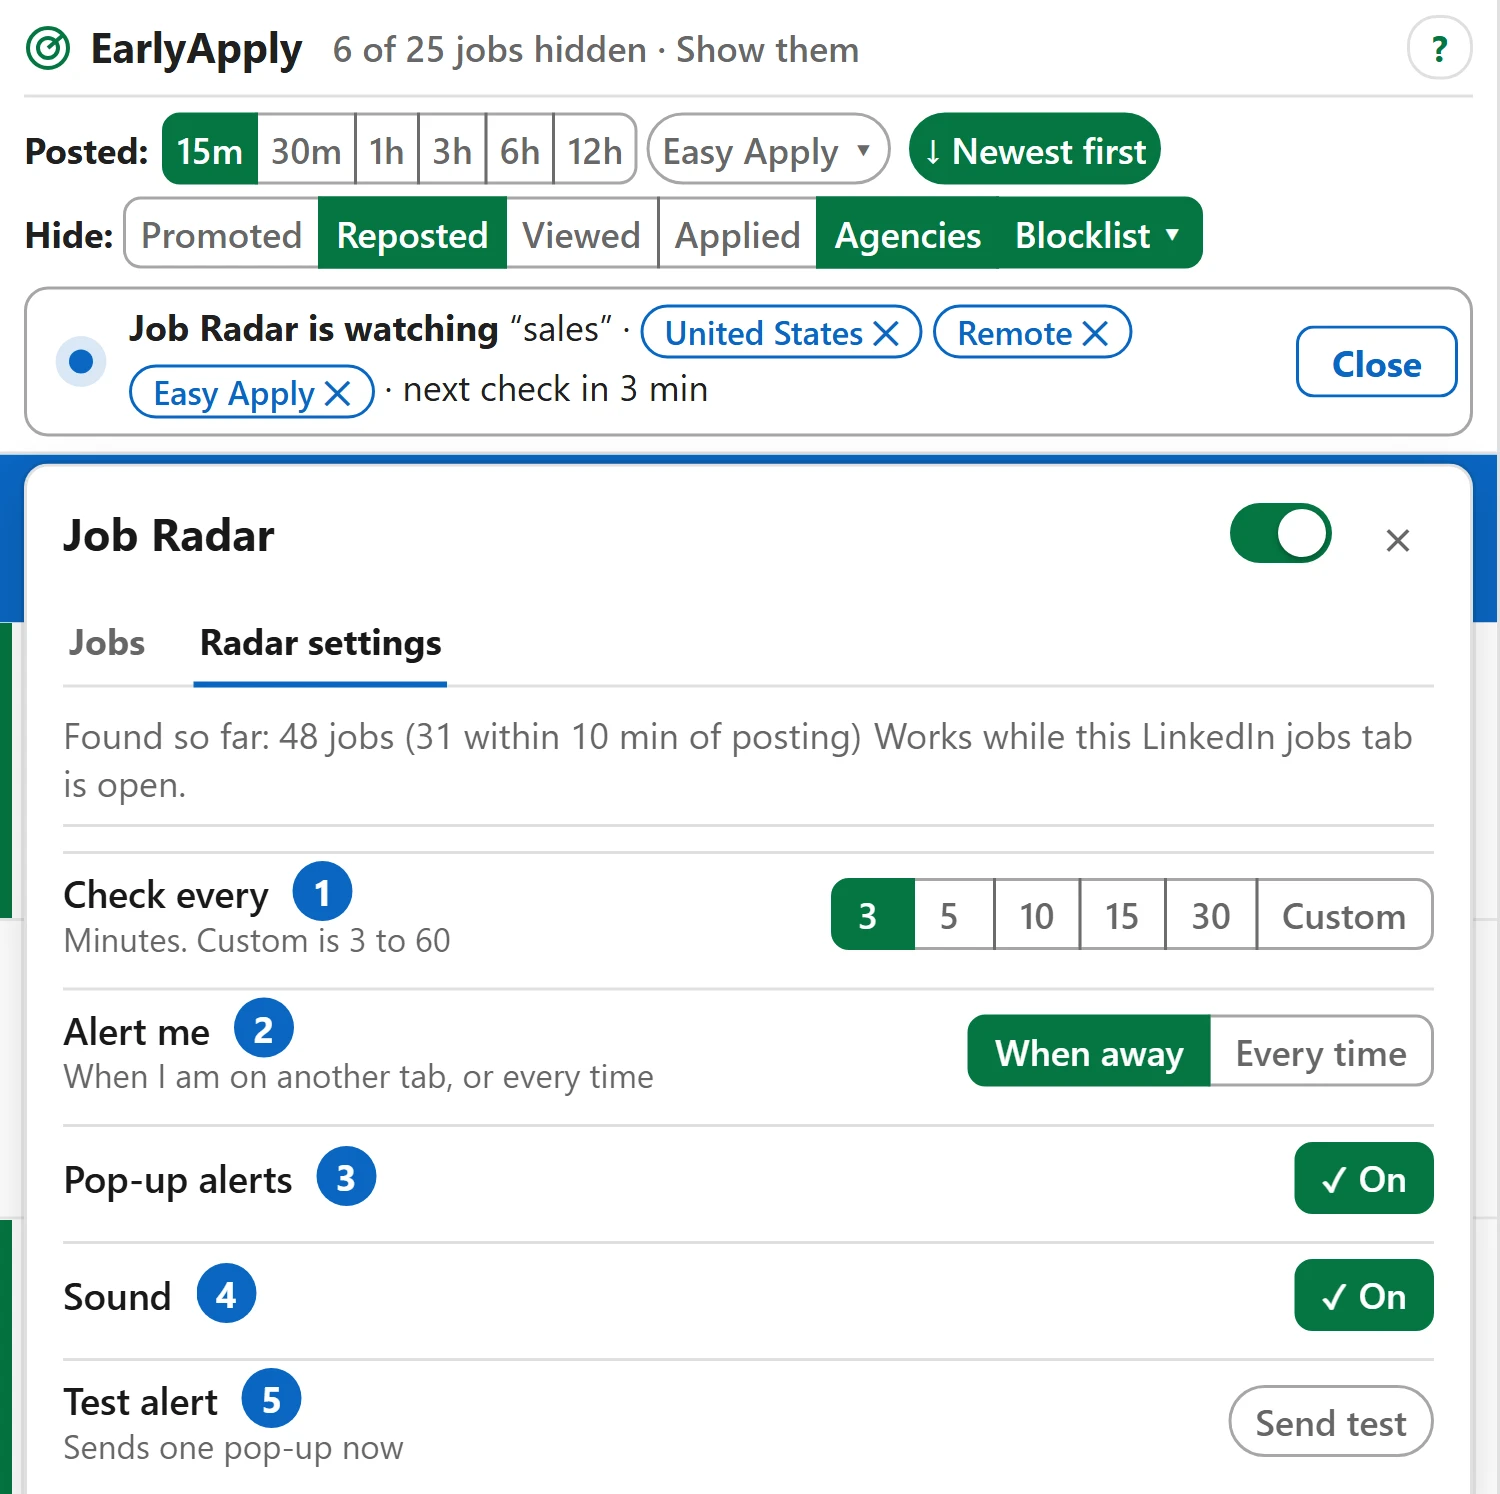 EarlyApply 6 of 25 jobs hidden · Show them ?
Posted: 15m 30m 1h 3h 6h 12h Easy Apply ▼ ↓ Newest first
Hide: Promoted Reposted Viewed Applied Agencies Blocklist ▼
Job Radar is watching “sales” · United States ✕ Remote ✕
Easy Apply ✕ · next check in 3 min
Close
Job Radar ×
Jobs Radar settings
Found so far: 48 jobs (31 within 10 min of posting) Works while this LinkedIn jobs tab
is open.
Check every 1
Minutes. Custom is 3 to 60
3 5 10 15 30 Custom
Alert me 2
When I am on another tab, or every time
When away Every time
Pop-up alerts 3 ✓ On
Sound 4 ✓ On
Test alert 5
Sends one pop-up now
Send test